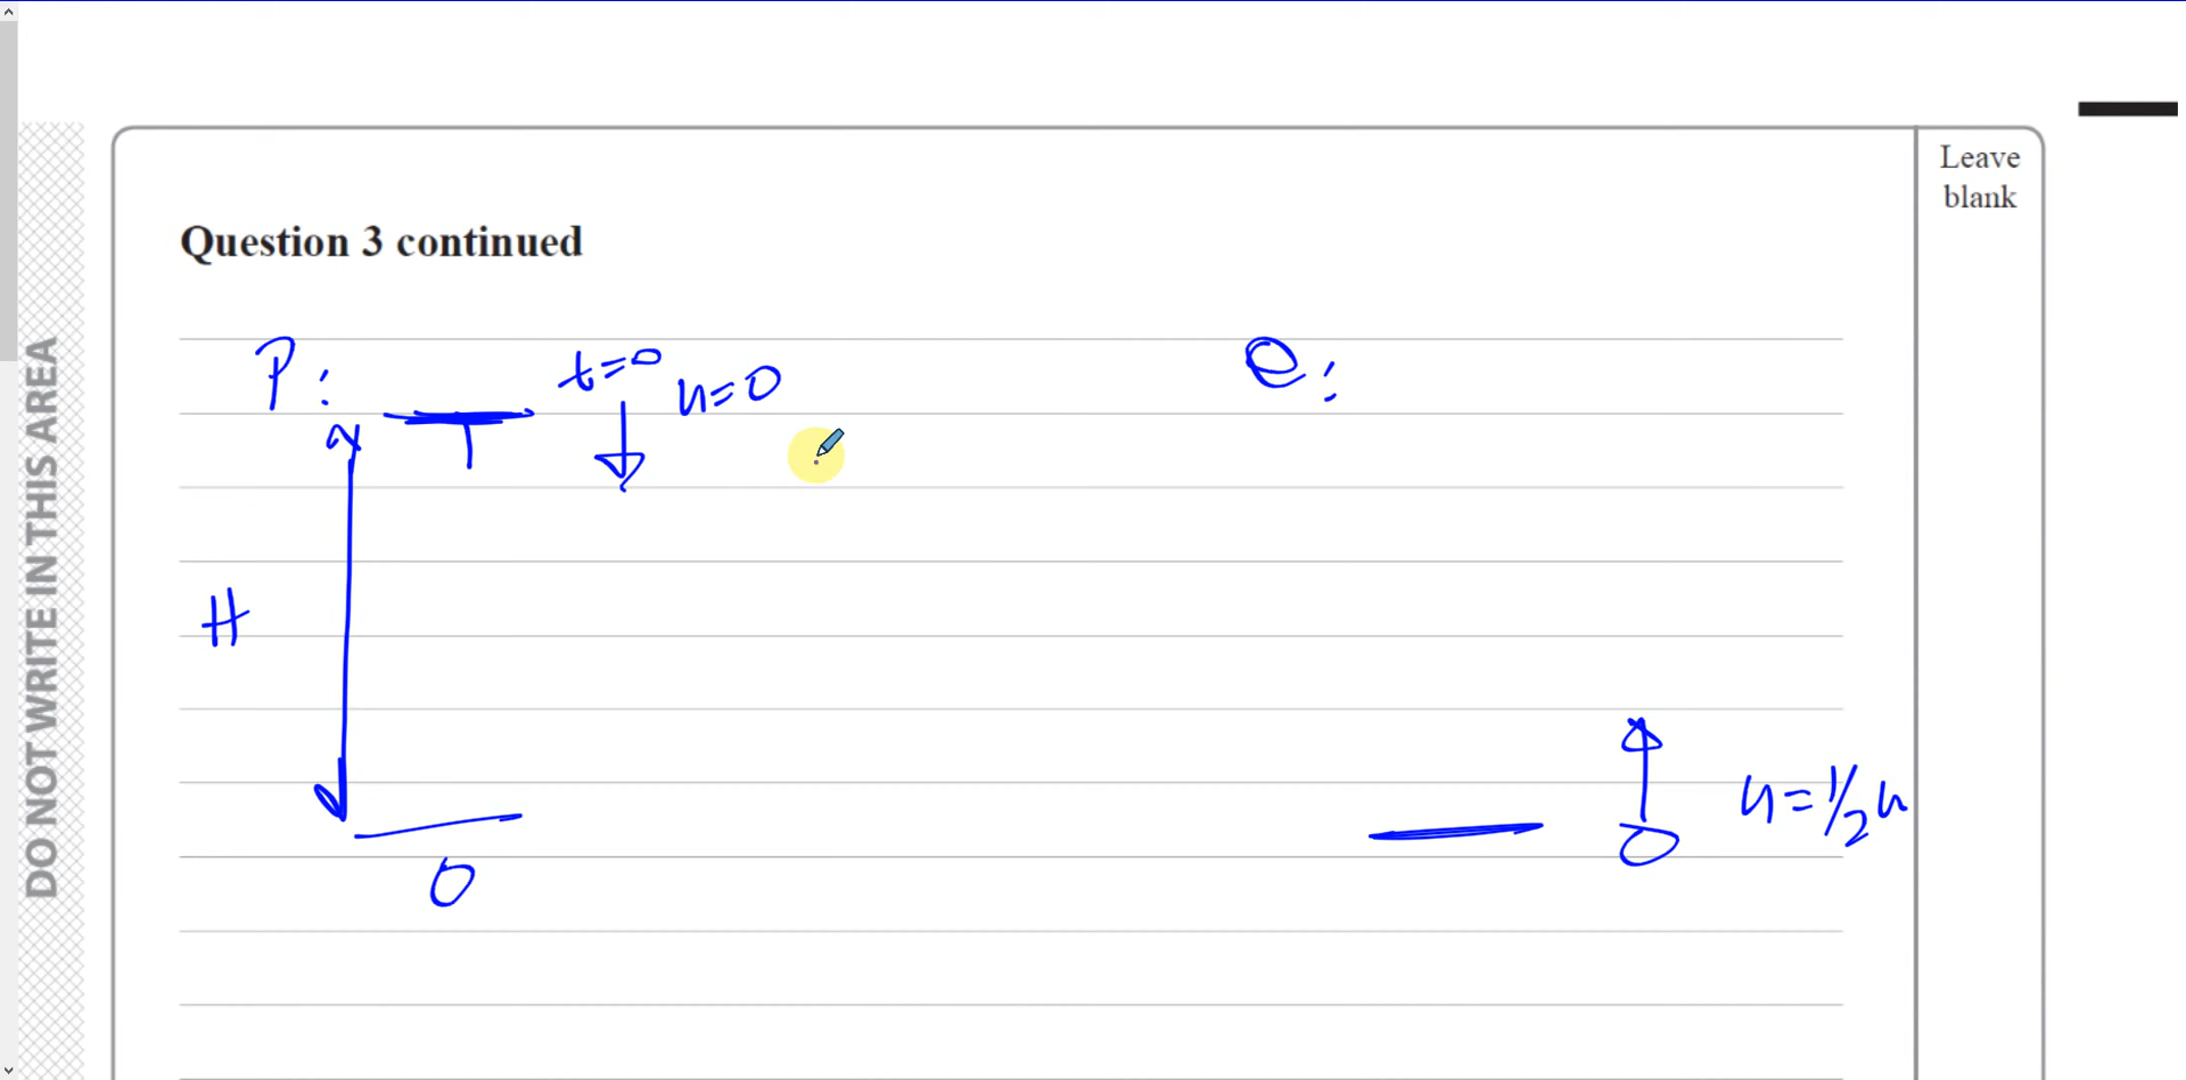 Leave
blank
Question 3 continued
P:
t=0
u=0
Q:
T
H
u=1/2u
O
O
DO NOT WRITE IN THIS AREA